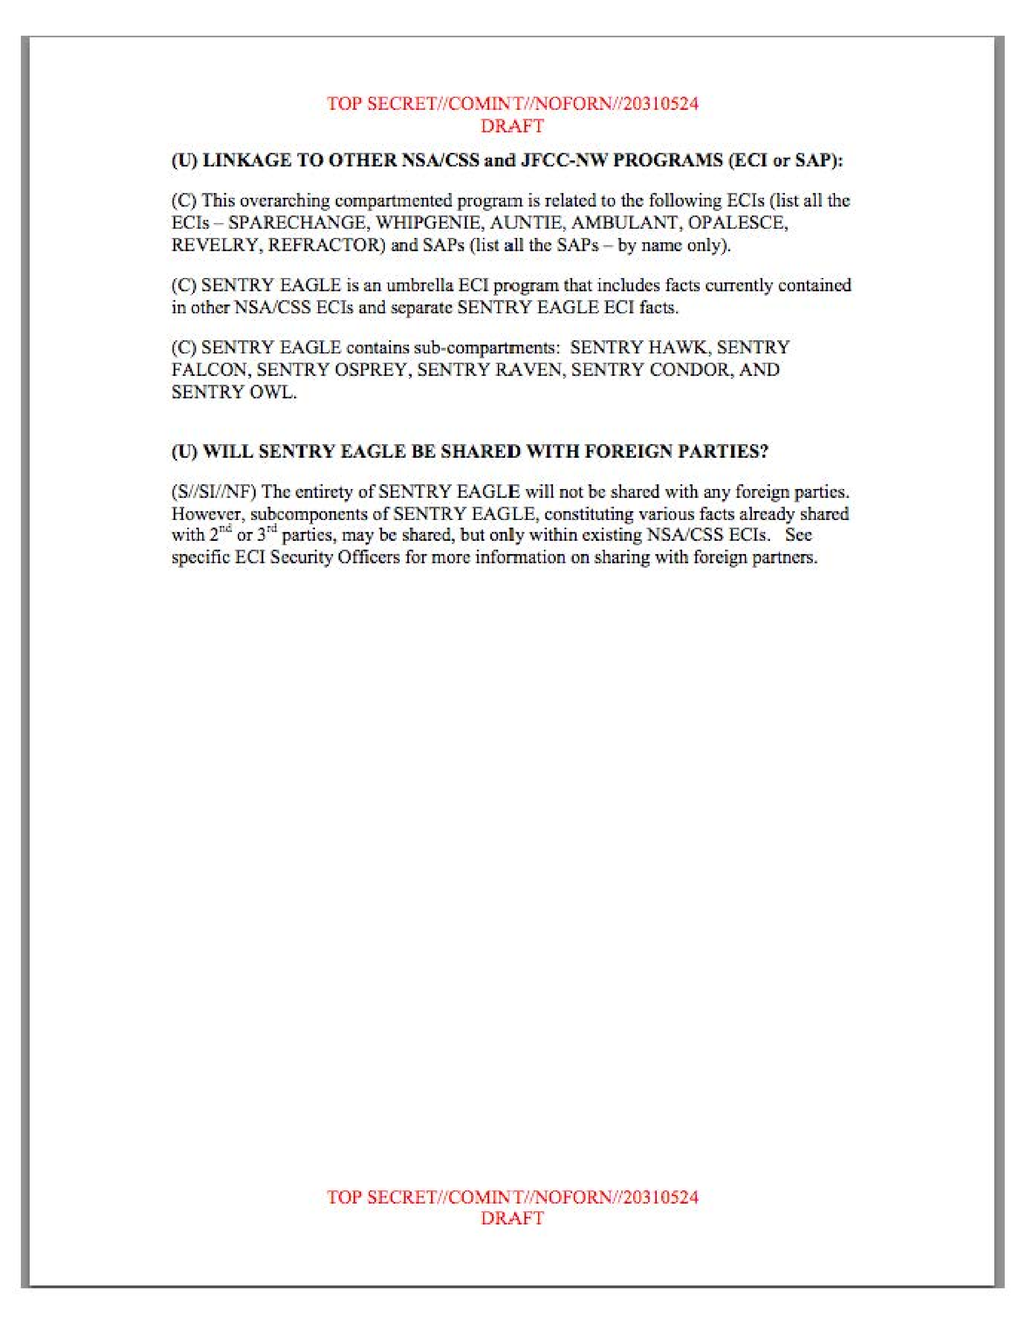 TOP SECRET//COMINT//NOFORN//20310524
DRAFT
(U) LINKAGE TO OTHER NSA/CSS and JFCC-NW PROGRAMS (ECI or SAP):
(C) This overarching compartmented program is related to the following ECIs (list all the
ECIs – SPARECHANGE, WHIPGENIE, AUNTIE, AMBULANT, OPALESCE,
REVELRY, REFRACTOR) and SAPs (list all the SAPs – by name only).
(C) SENTRY EAGLE is an umbrella ECI program that includes facts currently contained
in other NSA/CSS ECIs and separate SENTRY EAGLE ECI facts.
(C) SENTRY EAGLE contains sub-compartments:  SENTRY HAWK, SENTRY
FALCON, SENTRY OSPREY, SENTRY RAVEN, SENTRY CONDOR, AND
SENTRY OWL.
(U) WILL SENTRY EAGLE BE SHARED WITH FOREIGN PARTIES?
(S//SI//NF) The entirety of SENTRY EAGLE will not be shared with any foreign parties.
However, subcomponents of SENTRY EAGLE, constituting various facts already shared
with 2nd or 3rd parties, may be shared, but only within existing NSA/CSS ECIs.   See
specific ECI Security Officers for more information on sharing with foreign partners.
TOP SECRET//COMINT//NOFORN//20310524
DRAFT